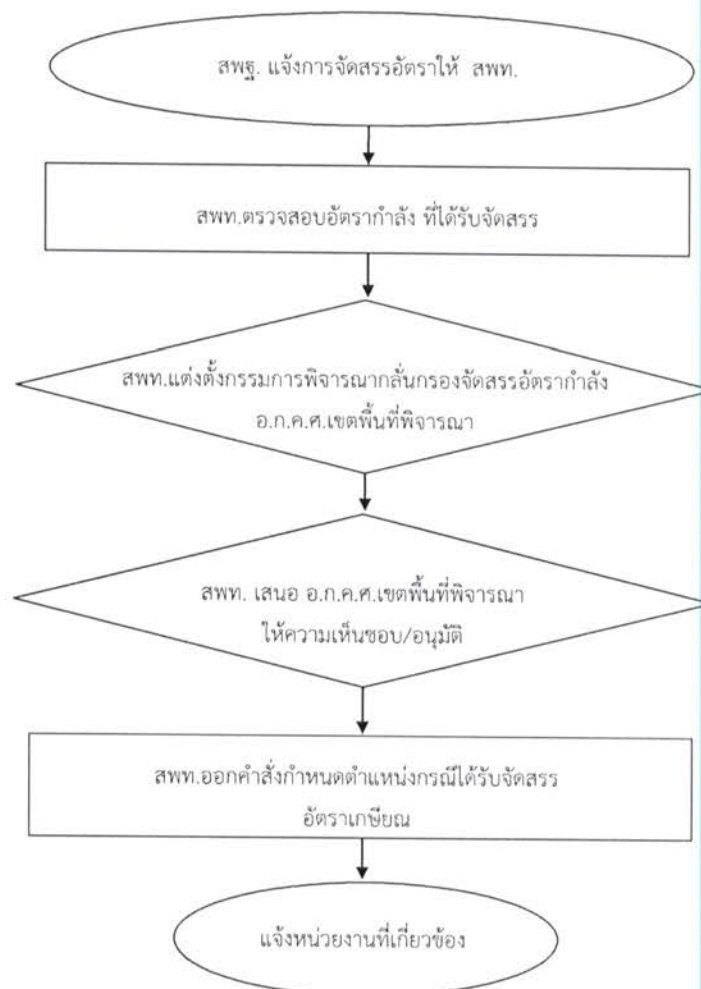 สพฐ. แจ้งการจัดสรรอัตราให้ สพท.
สพท.ตรวจสอบอัตรากำลัง ที่ได้รับจัดสรร
สพท.แต่งตั้งกรรมการพิจารณากลั่นกรองจัดสรรอัตรากำลัง
อ.ก.ค.ศ.เขตพื้นที่พิจารณา
สพท. เสนอ อ.ก.ค.ศ.เขตพื้นที่พิจารณา
ให้ความเห็นชอบ/อนุมัติ
สพท.ออกคำสั่งกำหนดตำแหน่งกรณีได้รับจัดสรร
อัตราเกษียณ
แจ้งหน่วยงานที่เกี่ยวข้อง